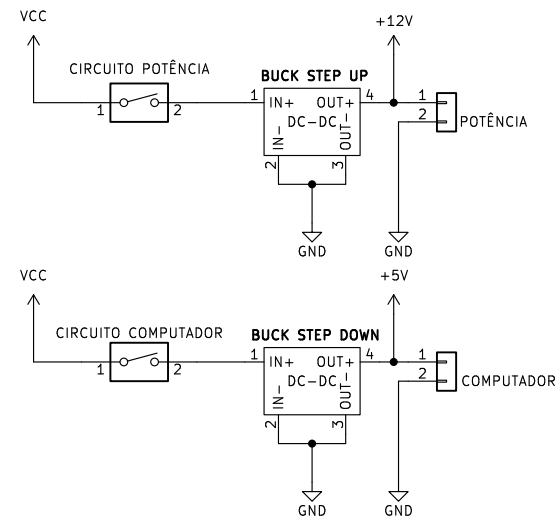 VCC
+12V
CIRCUITO POTÊNCIA
BUCK STEP UP
1 2
1 IN+ OUT+ 4
DC-DC
IN- OUT-
2 3
1
2
POTÊNCIA
GND
GND
VCC
+5V
CIRCUITO COMPUTADOR
BUCK STEP DOWN
1 2
1 IN+ OUT+ 4
DC-DC
IN- OUT-
2 3
1
2
COMPUTADOR
GND
GND